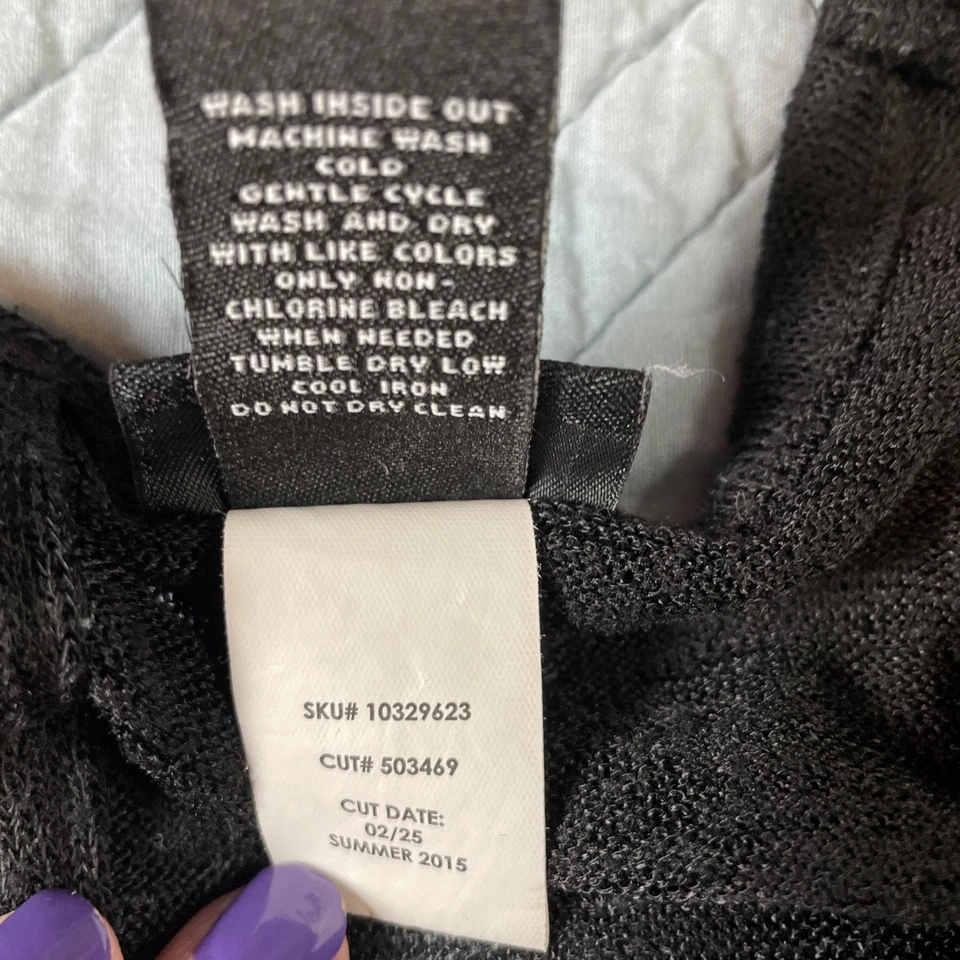 WASH INSIDE OUT
MACHINE WASH
COLD
GENTLE CYCLE
WASH AND DRY
WITH LIKE COLORS
ONLY NON-
CHLORINE BLEACH
WHEN NEEDED
TUMBLE DRY LOW
COOL IRON
DO NOT DRY CLEAN
SKU# 10329623
CUT# 503469
CUT DATE:
02/25
SUMMER 2015